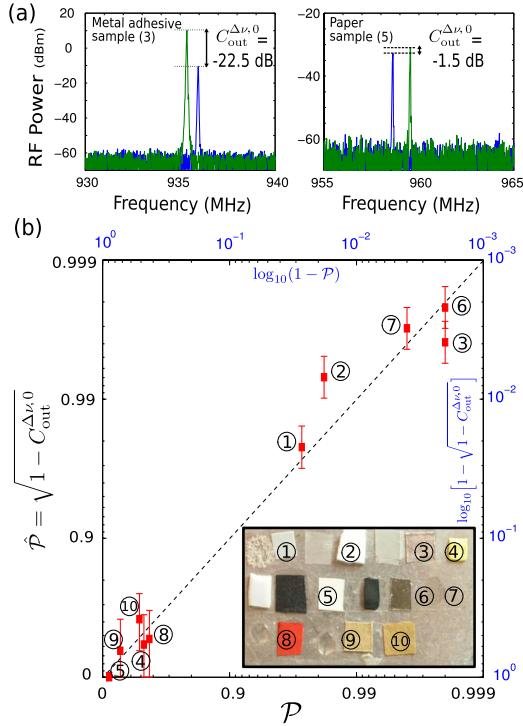 (a)
Metal adhesive
sample (3)
C_out^{Δν,0} =
-22.5 dB
Paper
sample (5)
C_out^{Δν,0} =
-1.5 dB
RF Power (dBm)
20
0
−20
−40
−60
930
935
940
Frequency (MHz)
−20
−40
−60
955
960
965
Frequency (MHz)
(b)
10^0
10^{-1}
10^{-2}
10^{-3}
log_10(1 − P)
0.999
0.99
0.9
0
P̂ = √(1 − C_out^{Δν,0})
10^{-3}
10^{-2}
10^{-1}
10^0
log_10[1 − √(1 − C_out^{Δν,0})]
6
7
3
2
1
10
9
8
5
4
1
2
3
4
5
6
7
8
9
10
0
0.9
0.99
0.999
P